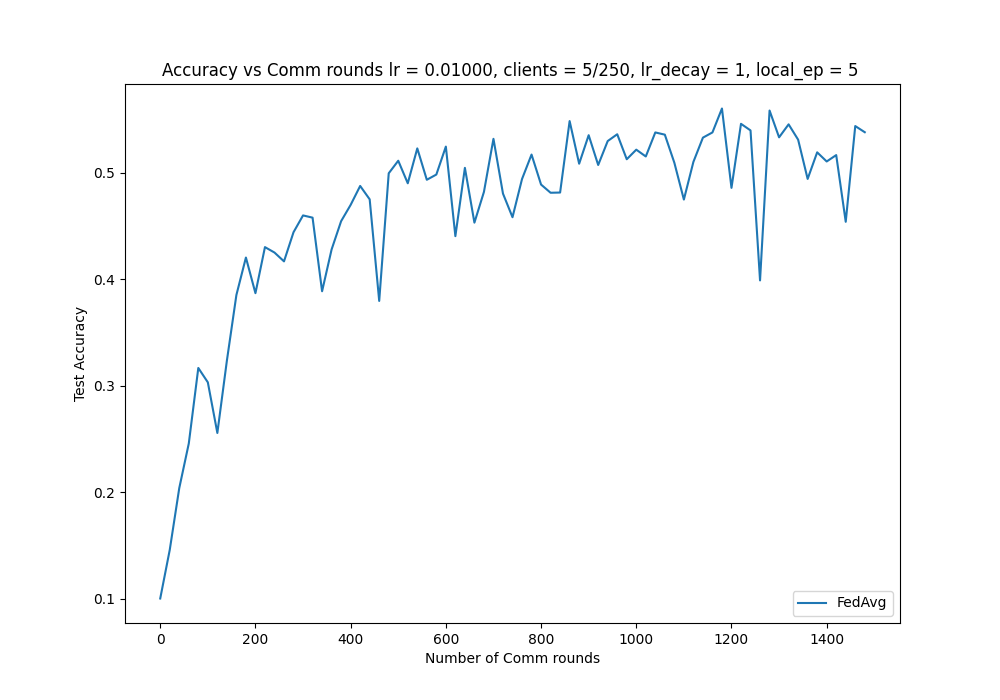 Accuracy vs Comm rounds lr = 0.01000, clients = 5/250, lr_decay = 1, local_ep = 5
Test Accuracy
0.5
0.4
0.3
0.2
0.1
FedAvg
0 200 400 600 800 1000 1200 1400
Number of Comm rounds